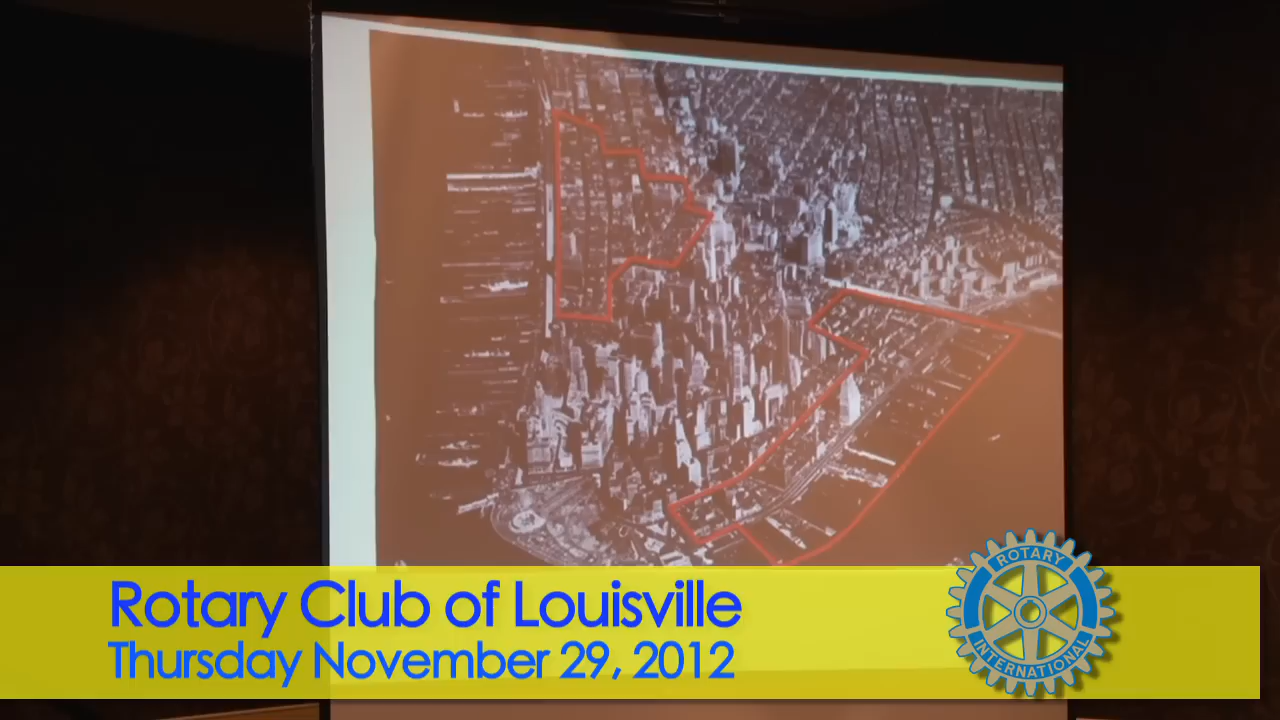 Rotary Club of Louisville
Thursday November 29, 2012
ROTARY
INTERNATIONAL